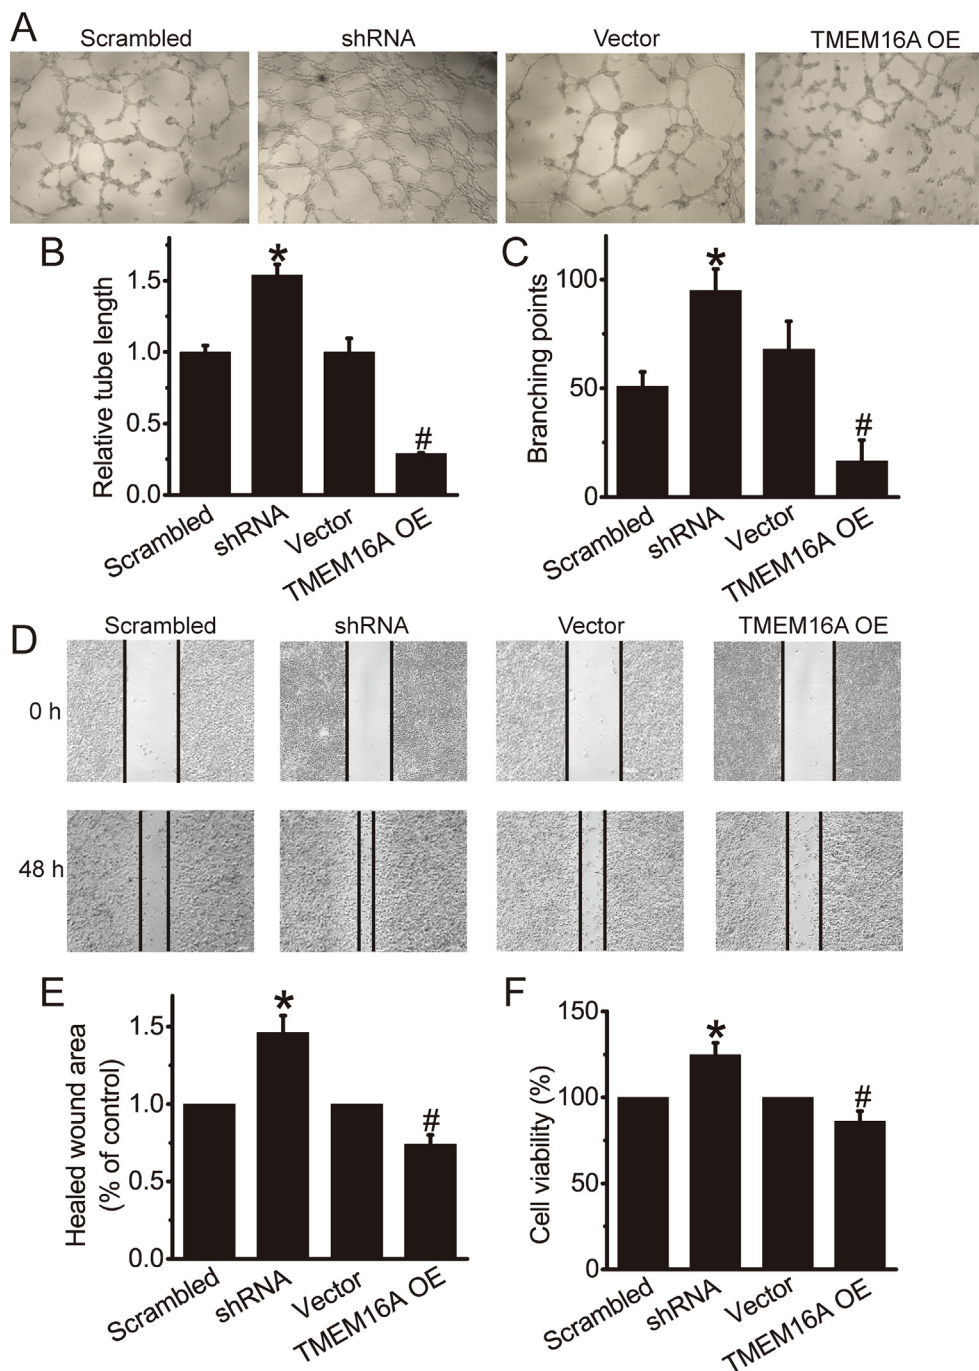 A
Scrambled shRNA Vector TMEM16A OE
B
*
#
Relative tube length
1.5
1.0
0.5
0.0
Scrambled shRNA Vector TMEM16A OE
C
*
#
Branching points
100
50
0
Scrambled shRNA Vector TMEM16A OE
D
Scrambled shRNA Vector TMEM16A OE
0 h
48 h
E
*
#
Healed wound area
(% of control)
1.5
1.0
0.5
0.0
Scrambled shRNA Vector TMEM16A OE
F
*
#
Cell viability (%)
150
100
50
0
Scrambled shRNA Vector TMEM16A OE